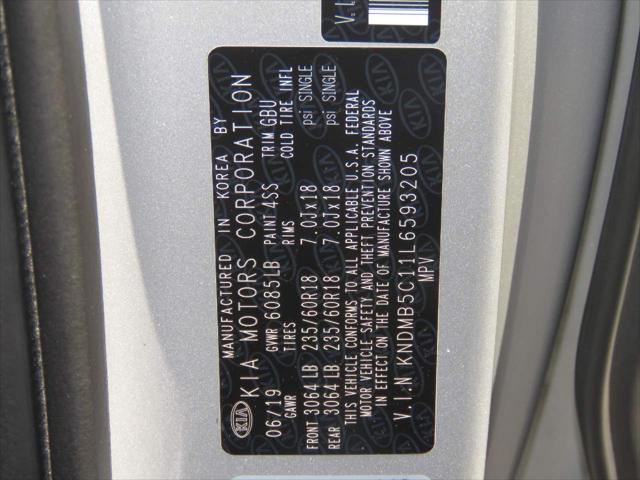 MANUFACTURED IN KOREA BY
KIA KIA MOTORS CORPORATION
06/19 GVWR 6085LB PAINT 4SS TRIM GBU
GAWR TIRES RIMS COLD TIRE INFL
FRONT 3064LB 235/60R18 7.0Jx18 psi SINGLE
REAR 3064LB 235/60R18 7.0Jx18 psi SINGLE
THIS VEHICLE CONFORMS TO ALL APPLICABLE U.S.A. FEDERAL
MOTOR VEHICLE SAFETY AND THEFT PREVENTION STANDARDS
IN EFFECT ON THE DATE OF MANUFACTURE SHOWN ABOVE
V.I.N KNDMB5C11L6593205
MPV